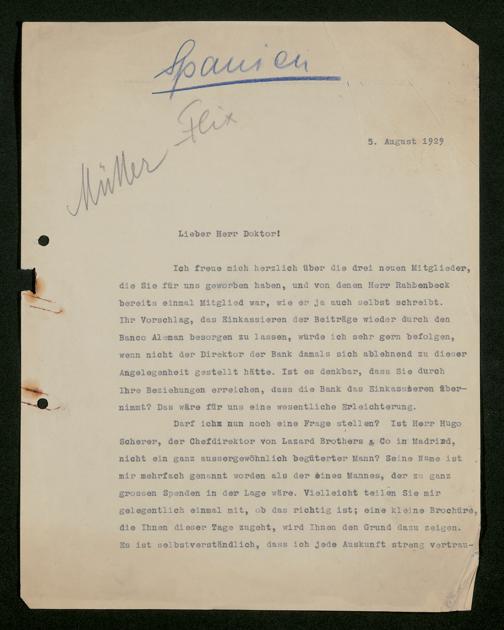 Spanien
Müller Flix
5. August 1929
Lieber Herr Doktor!
Ich freue mich herzlich über die drei neuen Mitglieder,
die Sie für uns geworben haben, und von denen Herr Rahbenbeck
bereits einmal Mitglied war, wie er ja auch selbst schreibt.
Ihr Vorschlag, das Einkassieren der Beiträge wieder durch den
Banco Aleman besorgen zu lassen, würde ich sehr gern befolgen,
wenn nicht der Direktor der Bank damals sich ablehnend zu dieser
Angelegenheit gestellt hätte. Ist es denkbar, dass Sie durch
Ihre Beziehungen erreichen, dass die Bank das Einkassieren über-
nimmt? Das wäre für uns eine wesentliche Erleichterung.
Darf ich nun noch eine Frage stellen? Ist Herr Hugo
Scherer, der Chefdirektor von Lazard Brothers & Co in Madrid,
nicht ein ganz aussergewöhnlich begüterter Mann? Seine Name ist
mir mehrfach genannt worden als der eines Mannes, der zu ganz
grossen Spenden in der Lage wäre. Vielleicht teilen Sie mir
gelegentlich einmal mit, ob das richtig ist; eine kleine Brochüre,
die Ihnen dieser Tage zugeht, wird Ihnen den Grund dazu zeigen.
Es ist selbstverständlich, dass ich jede Auskunft streng vertrau-